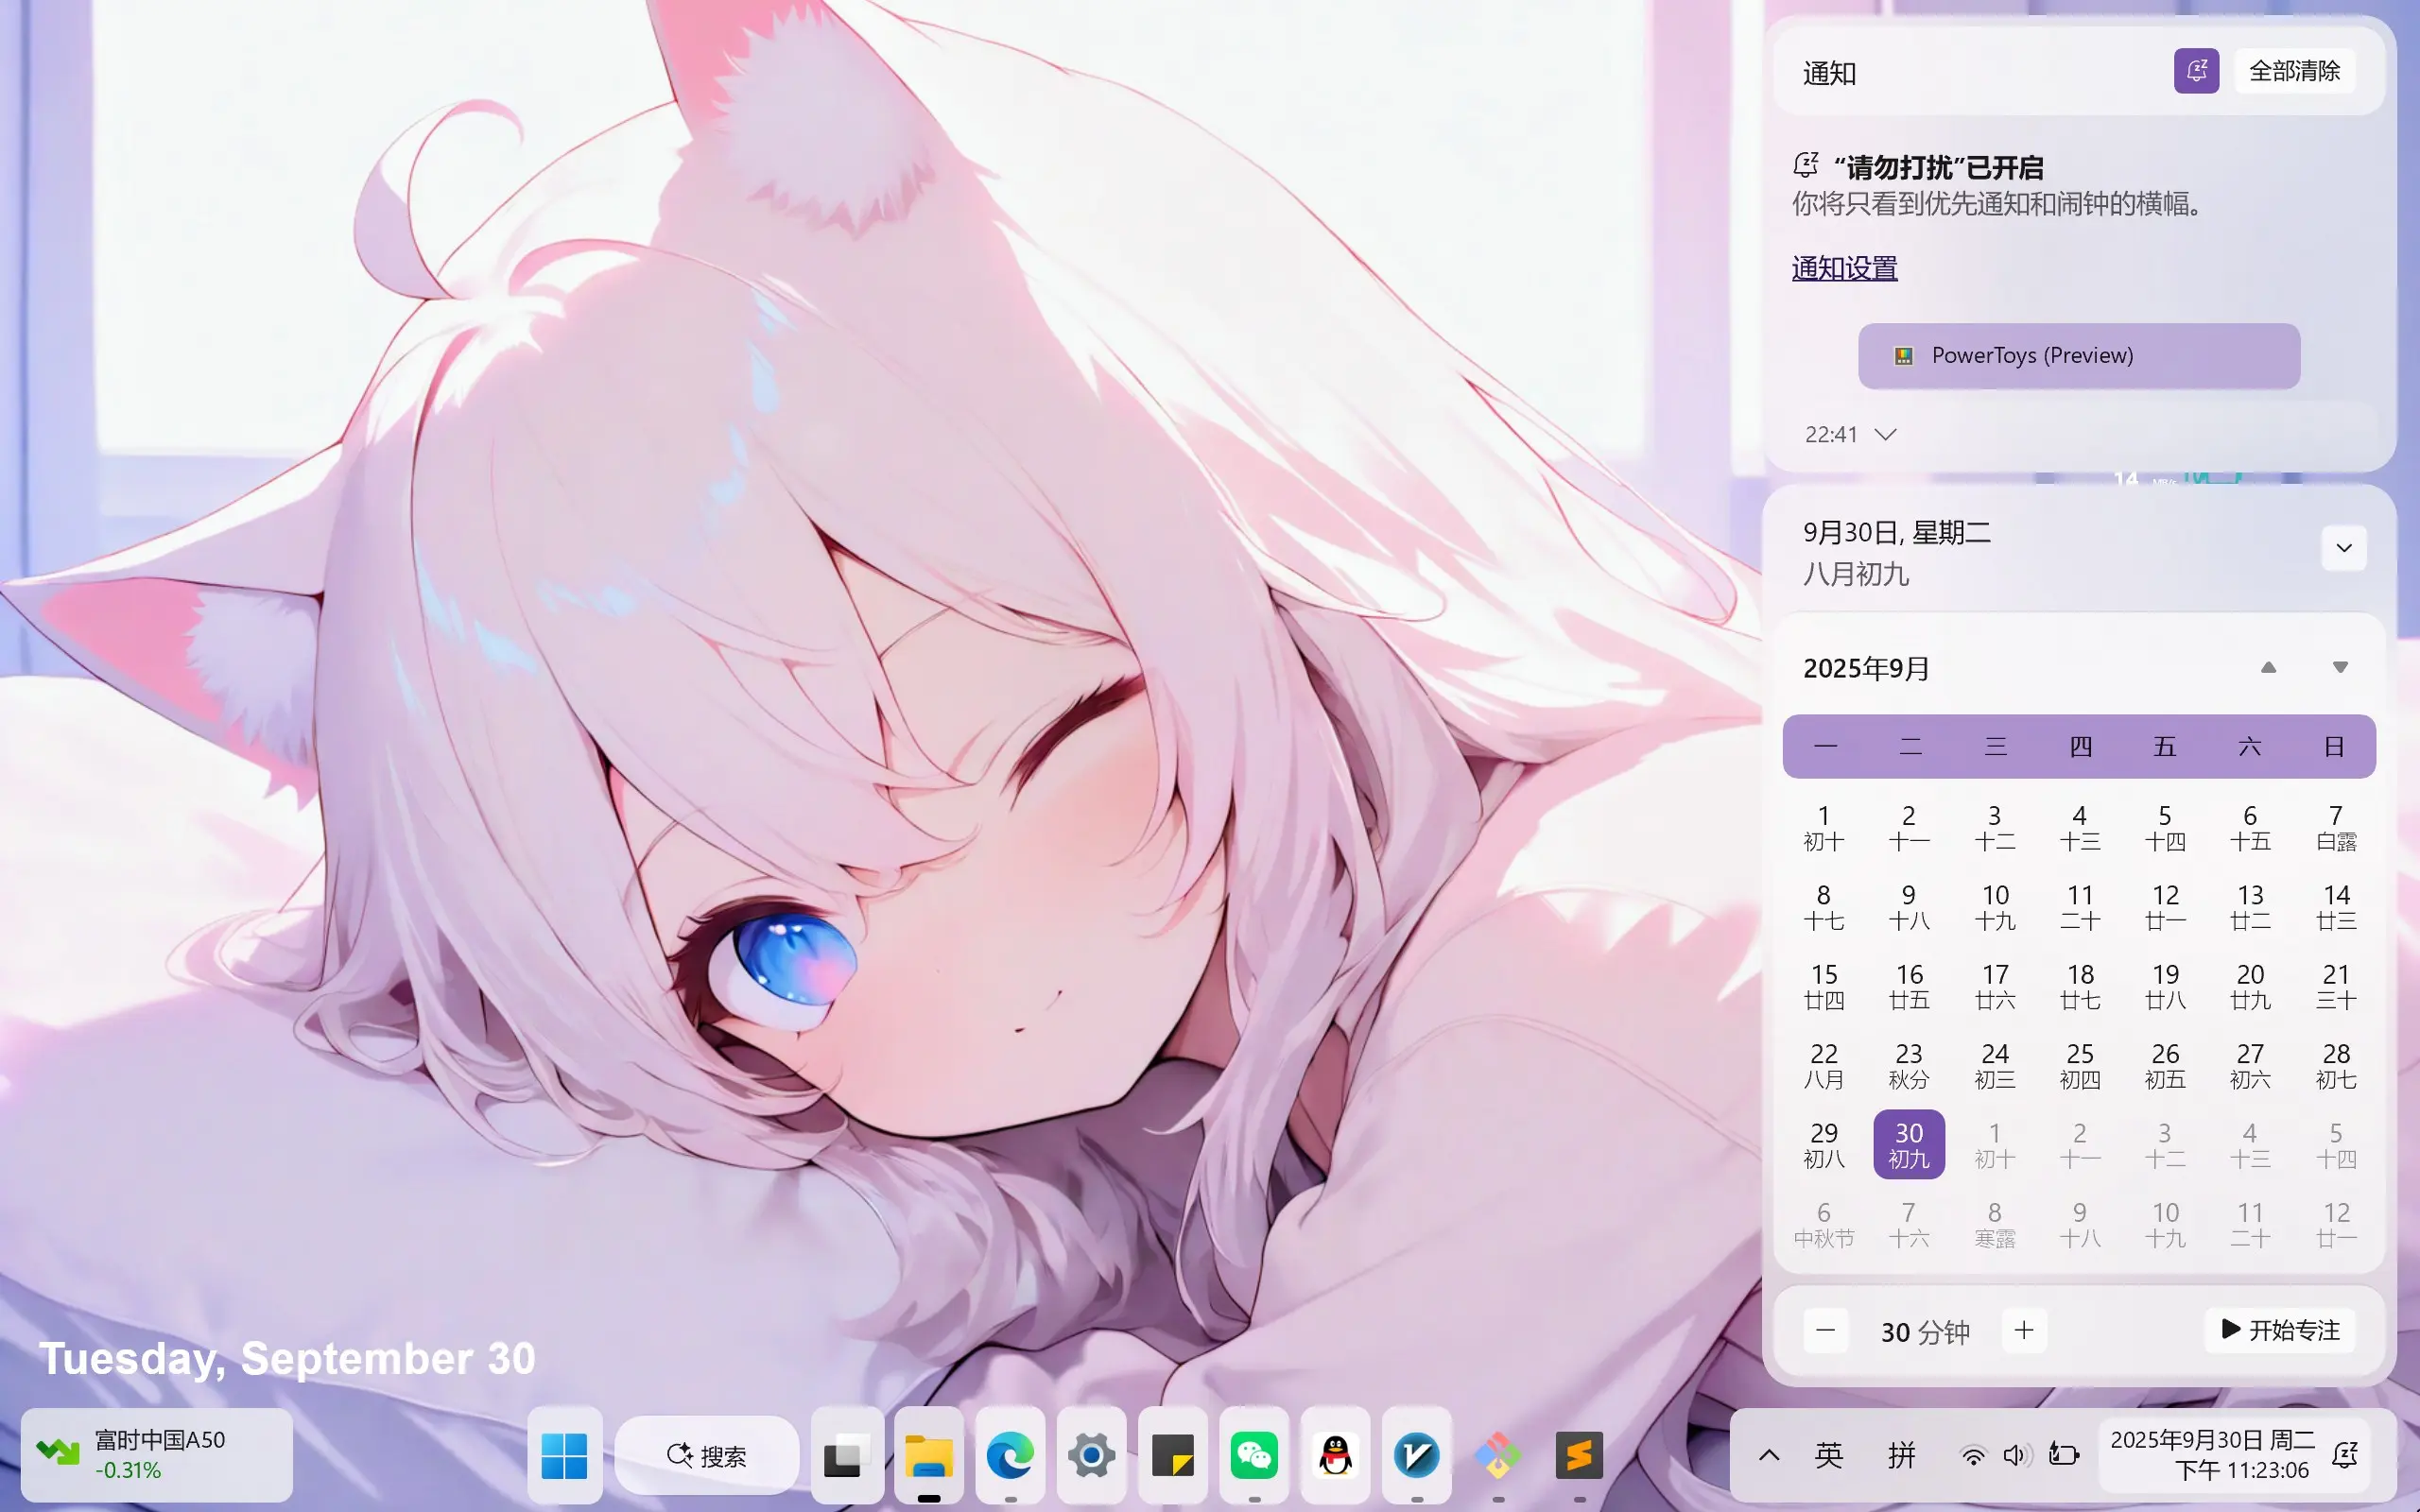 通知
全部清除
“请勿打扰”已开启
你将只看到优先通知和闹钟的横幅。
通知设置
PowerToys (Preview)
22:41
9月30日, 星期二
八月初九
2025年9月
一 二 三 四 五 六 日
1 2 3 4 5 6 7
初十 十一 十二 十三 十四 十五 白露
8 9 10 11 12 13 14
十七 十八 十九 二十 廿一 廿二 廿三
15 16 17 18 19 20 21
廿四 廿五 廿六 廿七 廿八 廿九 三十
22 23 24 25 26 27 28
八月 秋分 初三 初四 初五 初六 初七
29 30 1 2 3 4 5
初八 初九 初十 十一 十二 十三 十四
6 7 8 9 10 11 12
中秋节 十六 寒露 十八 十九 二十 廿一
30 分钟
开始专注
Tuesday, September 30
富时中国A50
-0.31%
搜索
英 拼
2025年9月30日 周二
下午 11:23:06